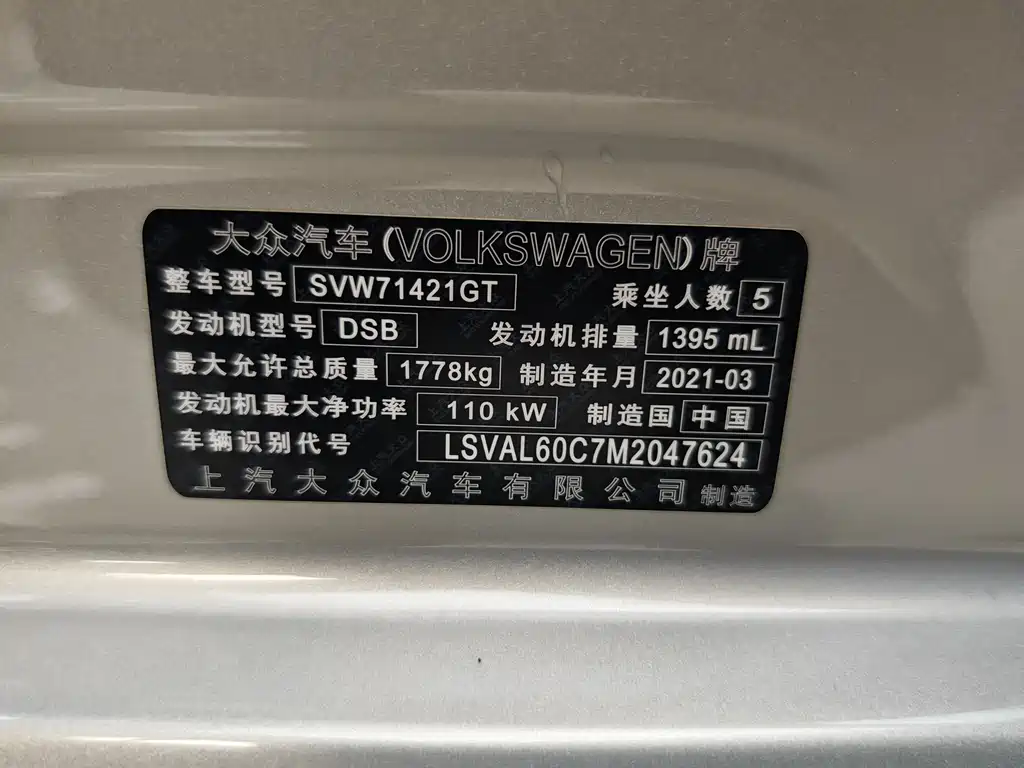 大众汽车(VOLKSWAGEN)牌
整车型号 SVW71421GT 乘坐人数 5
发动机型号 DSB 发动机排量 1395 mL
最大允许总质量 1778kg 制造年月 2021-03
发动机最大净功率 110 kW 制造国 中国
车辆识别代号 LSVAL60C7M2047624
上汽大众汽车有限公司 制造